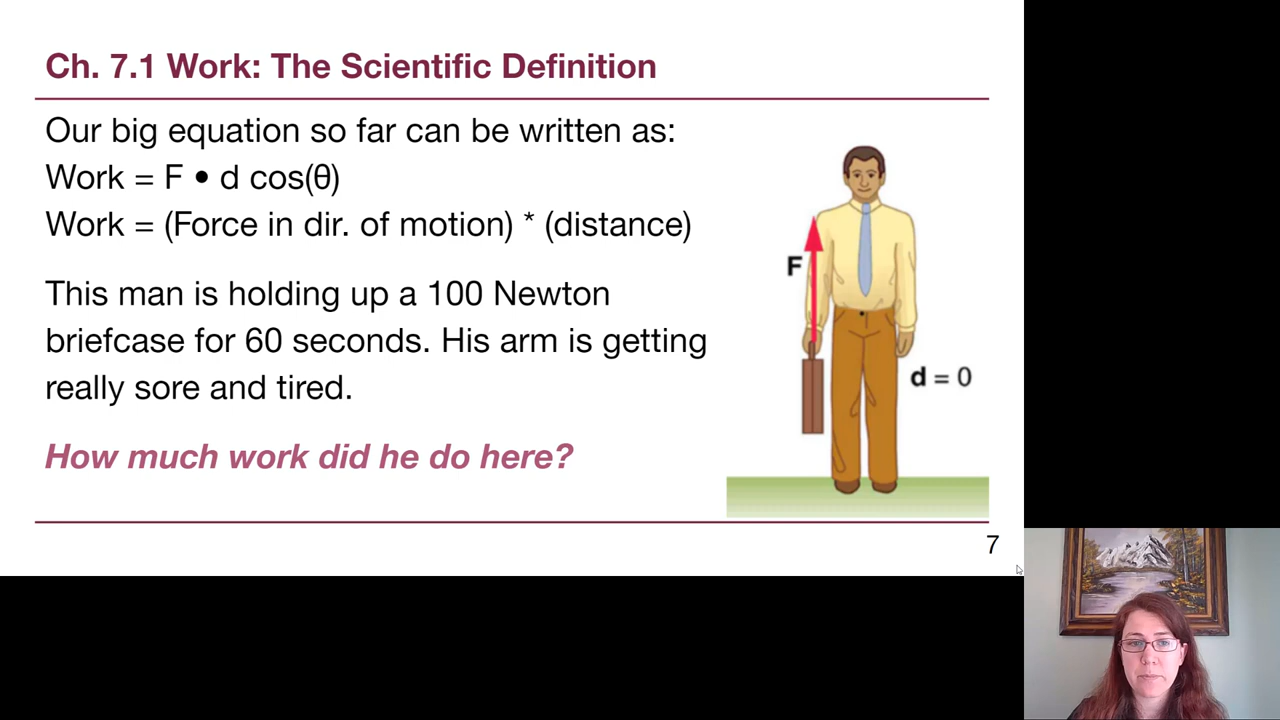 Ch. 7.1 Work: The Scientific Definition
Our big equation so far can be written as:
Work = F • d cos(θ)
Work = (Force in dir. of motion) * (distance)
This man is holding up a 100 Newton
briefcase for 60 seconds. His arm is getting
really sore and tired.
How much work did he do here?
F
d = 0
7